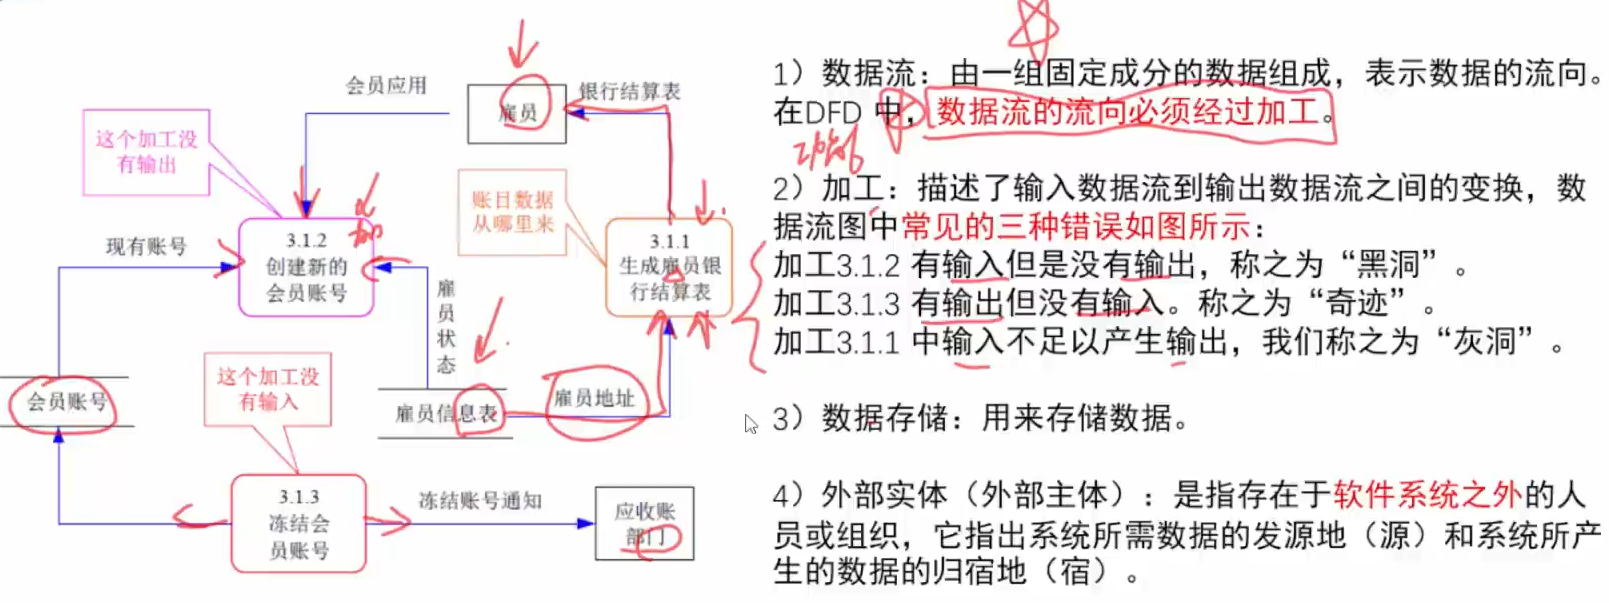 会员应用
雇员
银行结算表
这个加工没
有输出
账日数据
从哪里来
3.1.2
创建新的
会员账号
3.1.1
生成雇员银
行结算表
现有账号
雇
员
状
态
这个加工没
有输入
会员账号
雇员信息表
雇员地址
3.1.3
冻结会
员账号
冻结账号通知
应收账
部门
1）数据流：由一组固定成分的数据组成，表示数据的流向。
在DFD 中，数据流的流向必须经过加工。
2）加工：描述了输入数据流到输出数据流之间的变换，数
据流图中常见的三种错误如图所示：
加工3.1.2 有输入但是没有输出，称之为“黑洞”。
加工3.1.3 有输出但没有输入。称之为“奇迹”。
加工3.1.1 中输入不足以产生输出，我们称之为“灰洞”。
3）数据存储：用来存储数据。
4）外部实体（外部主体）：是指存在于软件系统之外的人
员或组织，它指出系统所需数据的发源地（源）和系统所产
生的数据的归宿地（宿）。